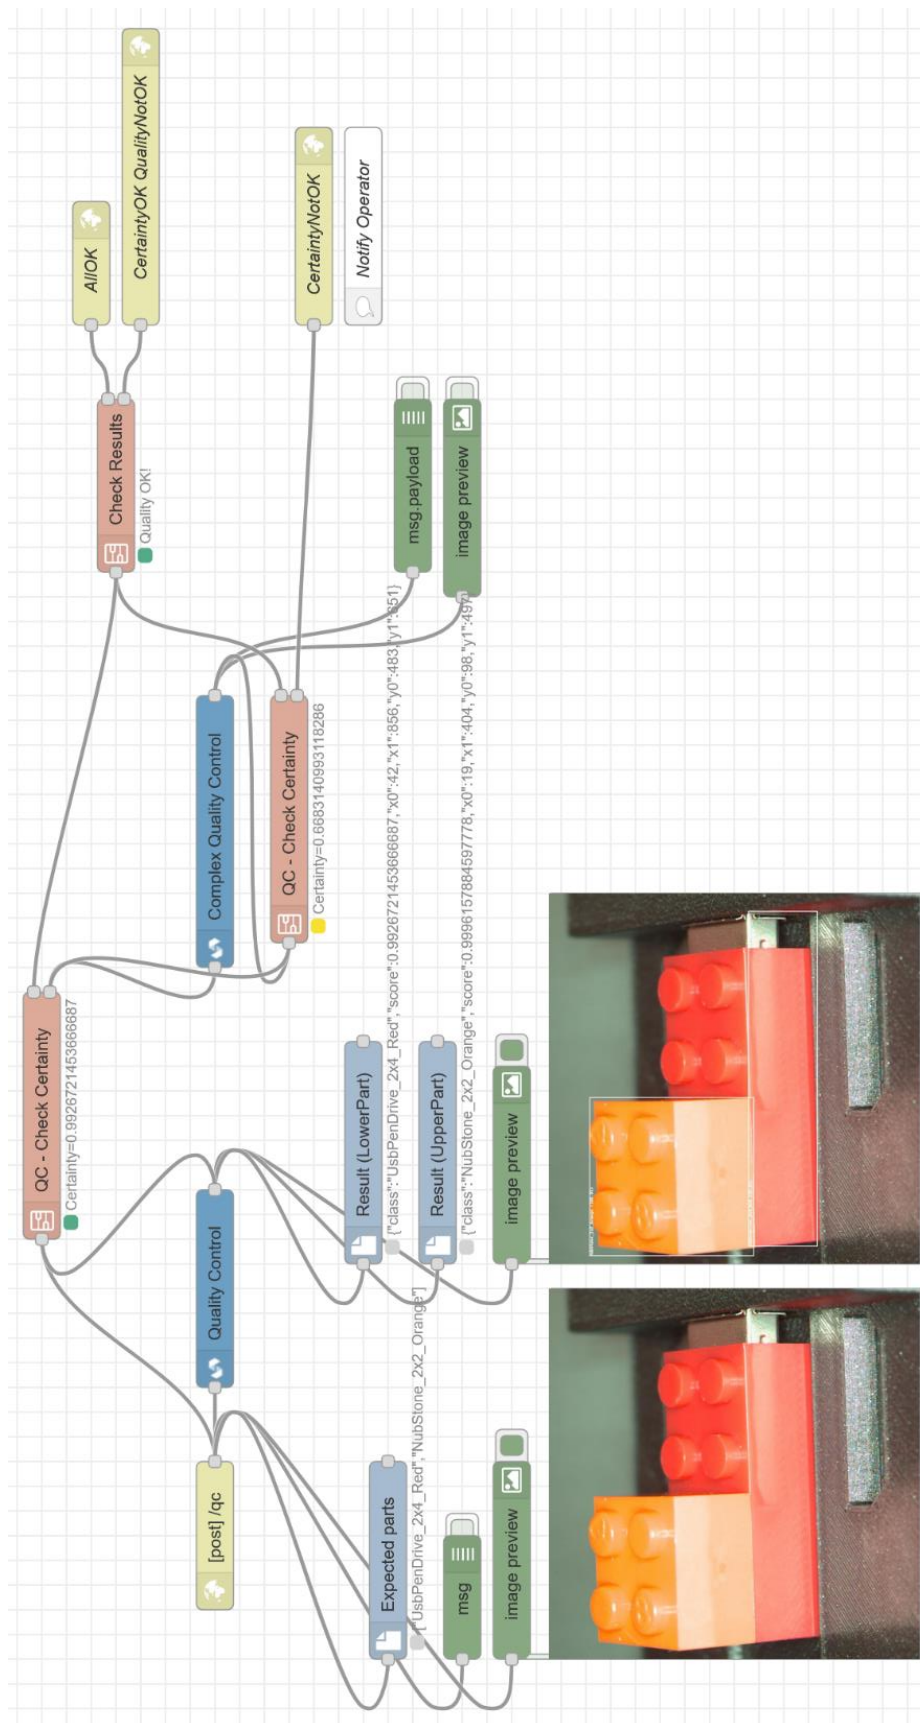 QC - Check Certainty
Certainty=0.9926721453666687
AllOK
Check Results
CertaintyOK QualityNotOK
Quality OK!
[post] /qc
Quality Control
Complex Quality Control
QC - Check Certainty
Certainty=0.6683140993118286
CertaintyNotOK
Result (LowerPart)
Notify Operator
Expected parts
{"class":"UsbPenDrive_2x4_Red","score":0.9926721453666687,"x0":42,"x1":856,"y0":483,"y1":651}
msg.payload
["UsbPenDrive_2x4_Red","NubStone_2x2_Orange"]
Result (UpperPart)
msg
image preview
{"class":"NubStone_2x2_Orange","score":0.9996157884597778,"x0":19,"x1":404,"y0":98,"y1":497}
image preview
image preview